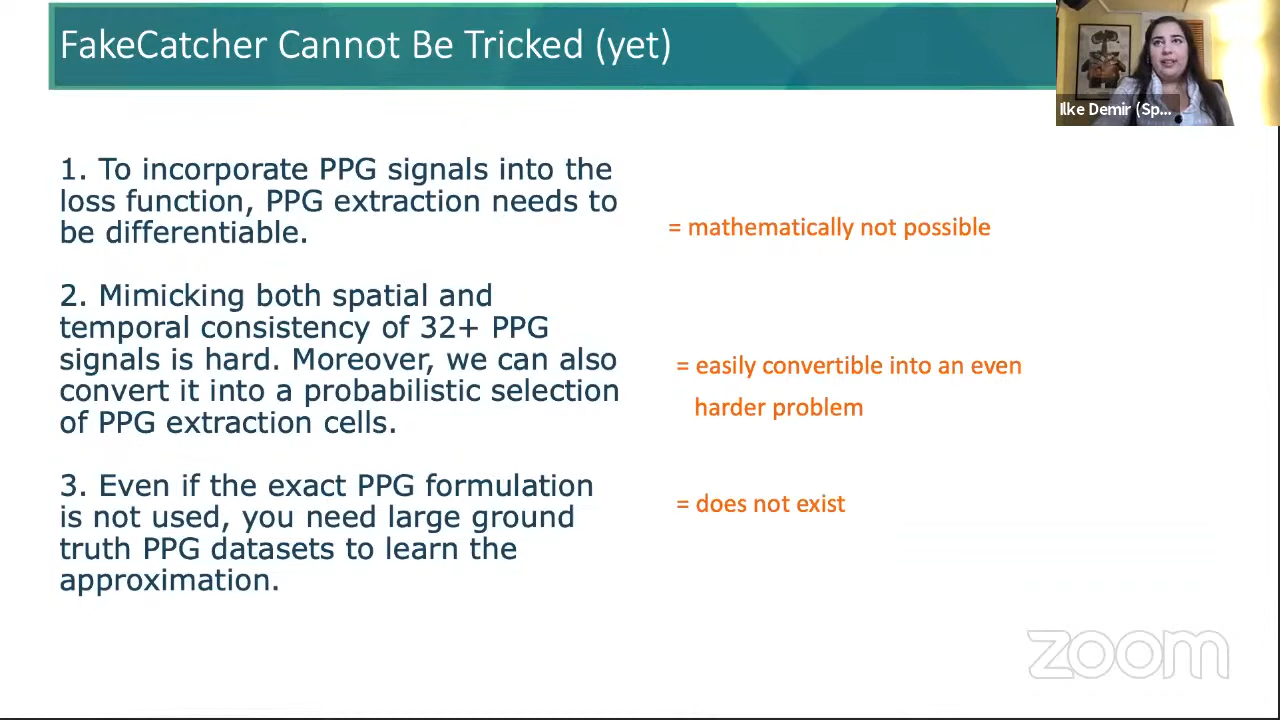 FakeCatcher Cannot Be Tricked (yet)
Ilke Demir (Sp...
1. To incorporate PPG signals into the
loss function, PPG extraction needs to
be differentiable.
= mathematically not possible
2. Mimicking both spatial and
temporal consistency of 32+ PPG
signals is hard. Moreover, we can also
convert it into a probabilistic selection
of PPG extraction cells.
= easily convertible into an even
harder problem
3. Even if the exact PPG formulation
is not used, you need large ground
truth PPG datasets to learn the
approximation.
= does not exist
zoom